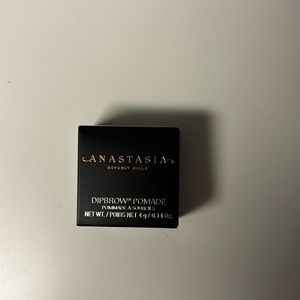 ANASTASIA
BEVERLY HILLS
DIPBROW® POMADE
POMMADE À SOURCILS
NET WT. / POIDS NET 4 g / 0.14 Oz.